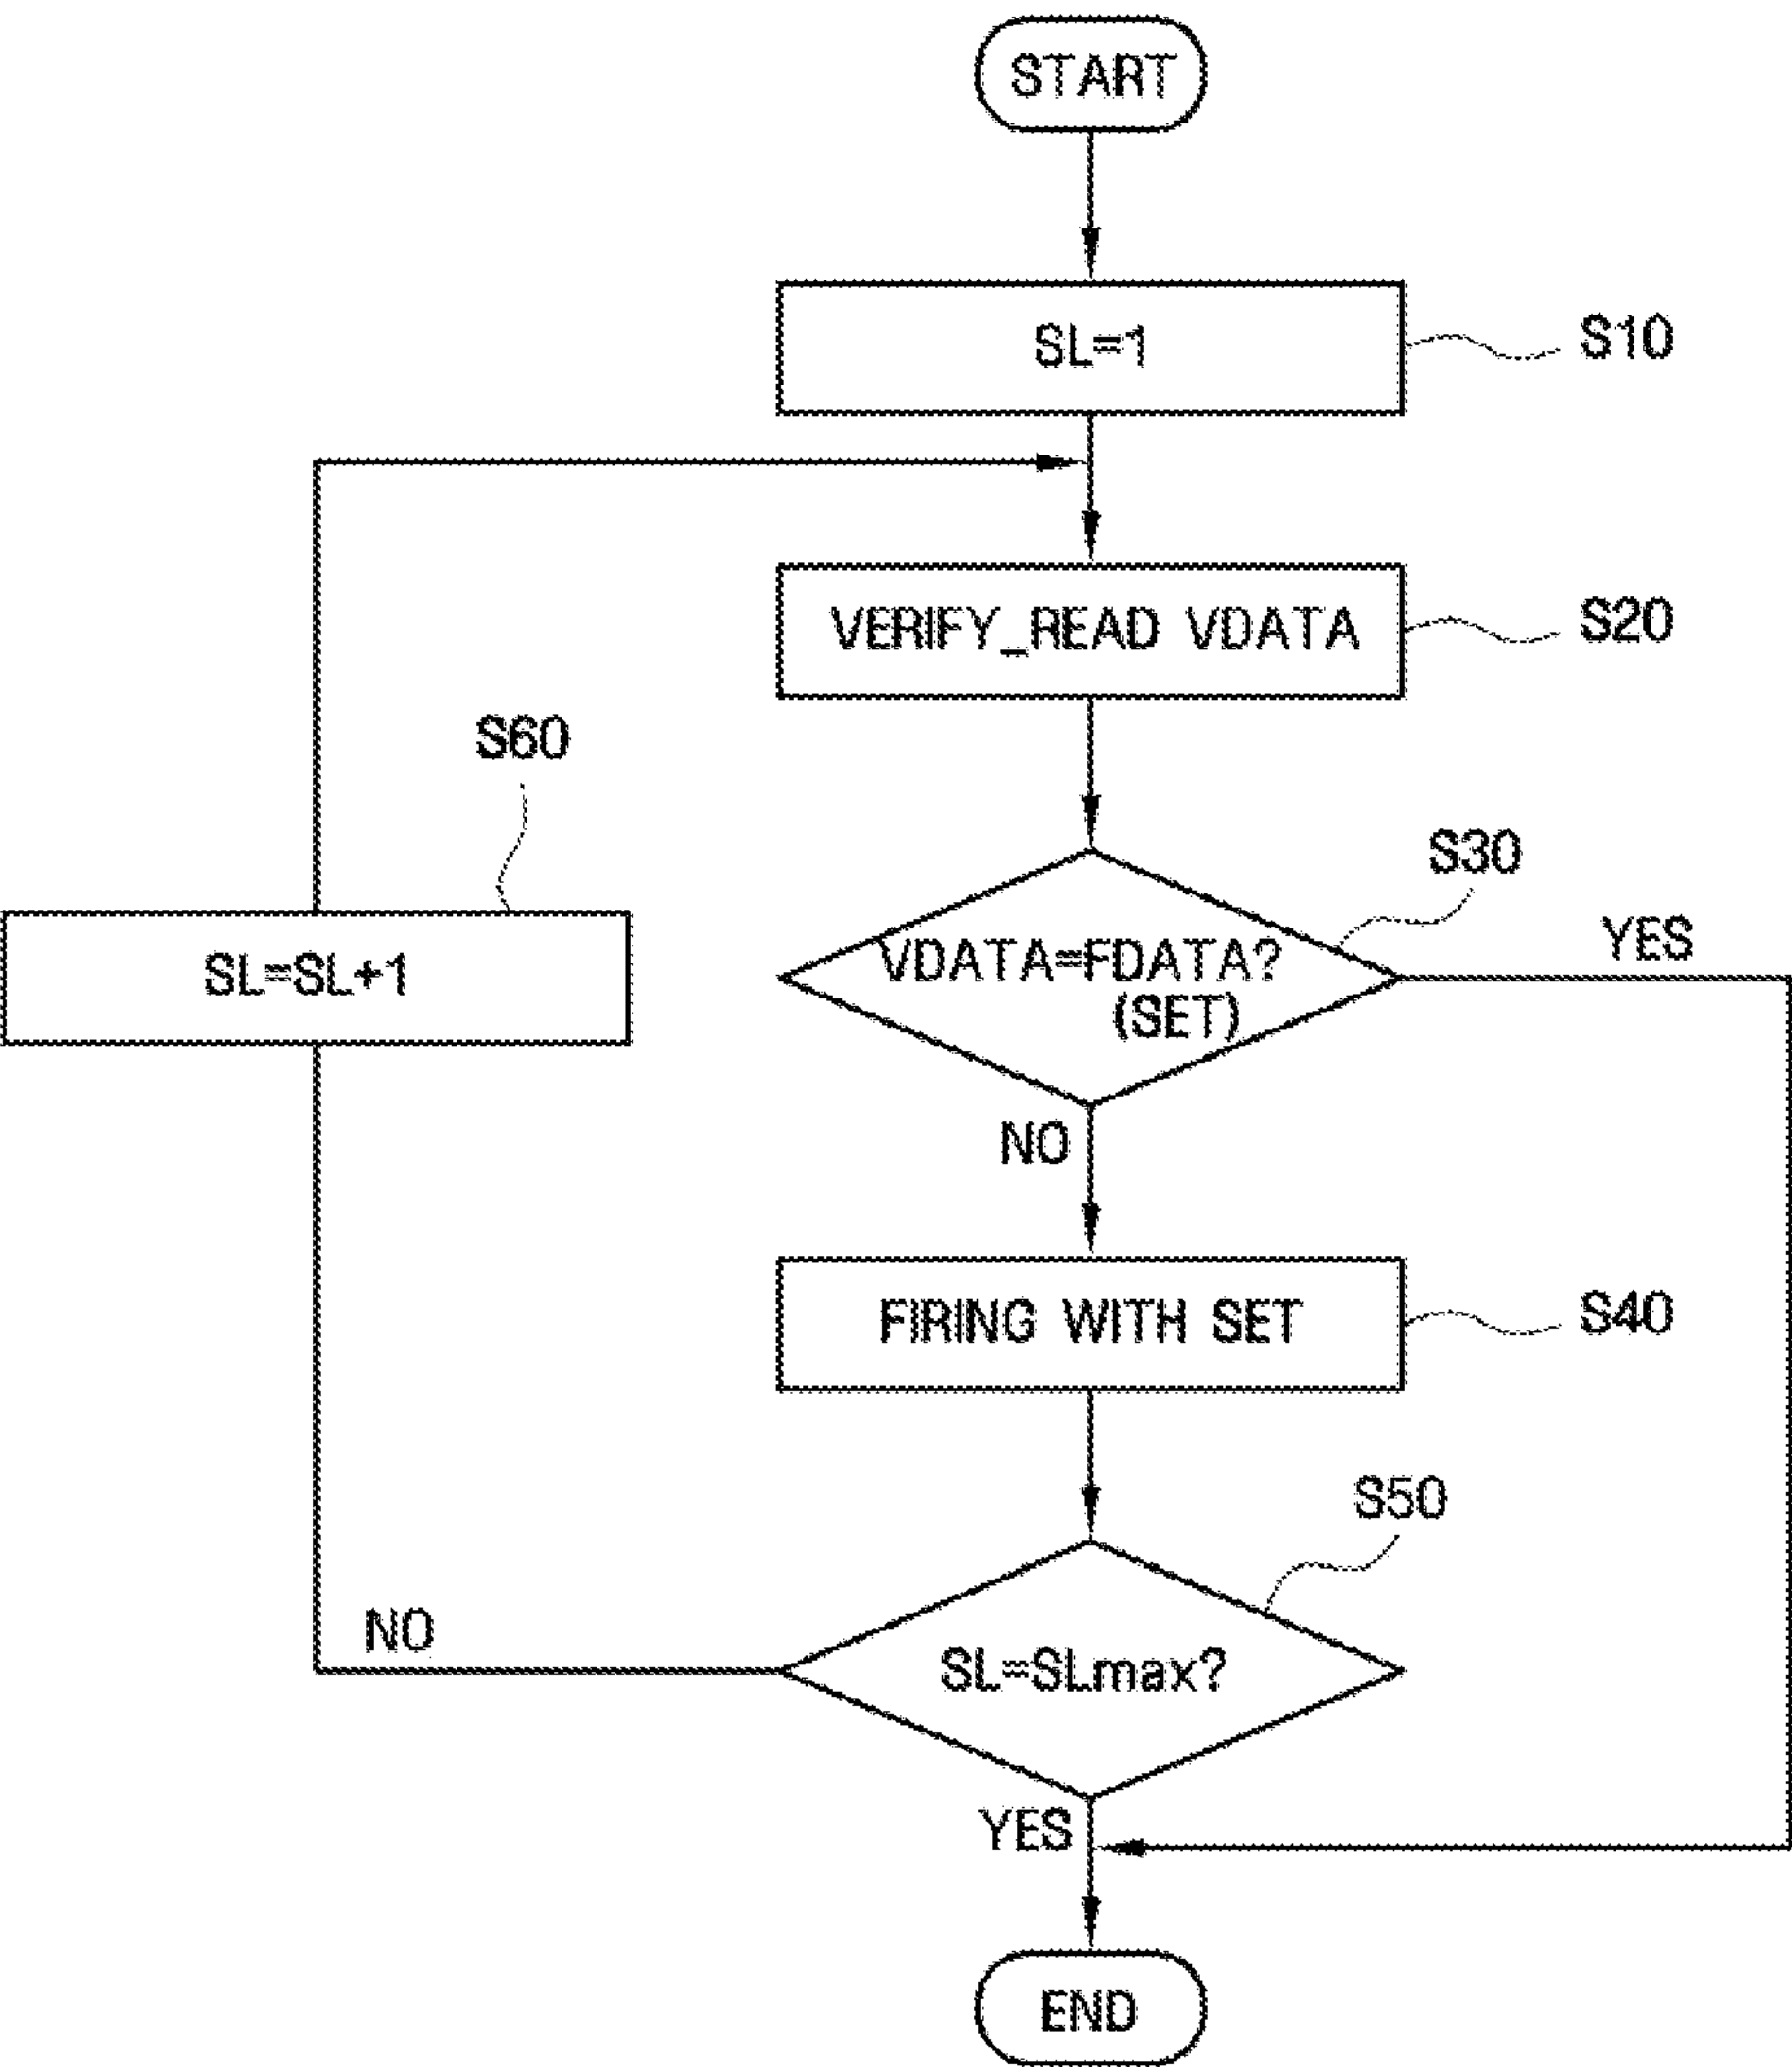 START
SL=1
S10
VERIFY_READ VDATA
S20
S60
SL=SL+1
S30
VDATA=FDATA?
(SET)
YES
NO
FIRING WITH SET
S40
S50
NO
SL=SLmax?
YES
END